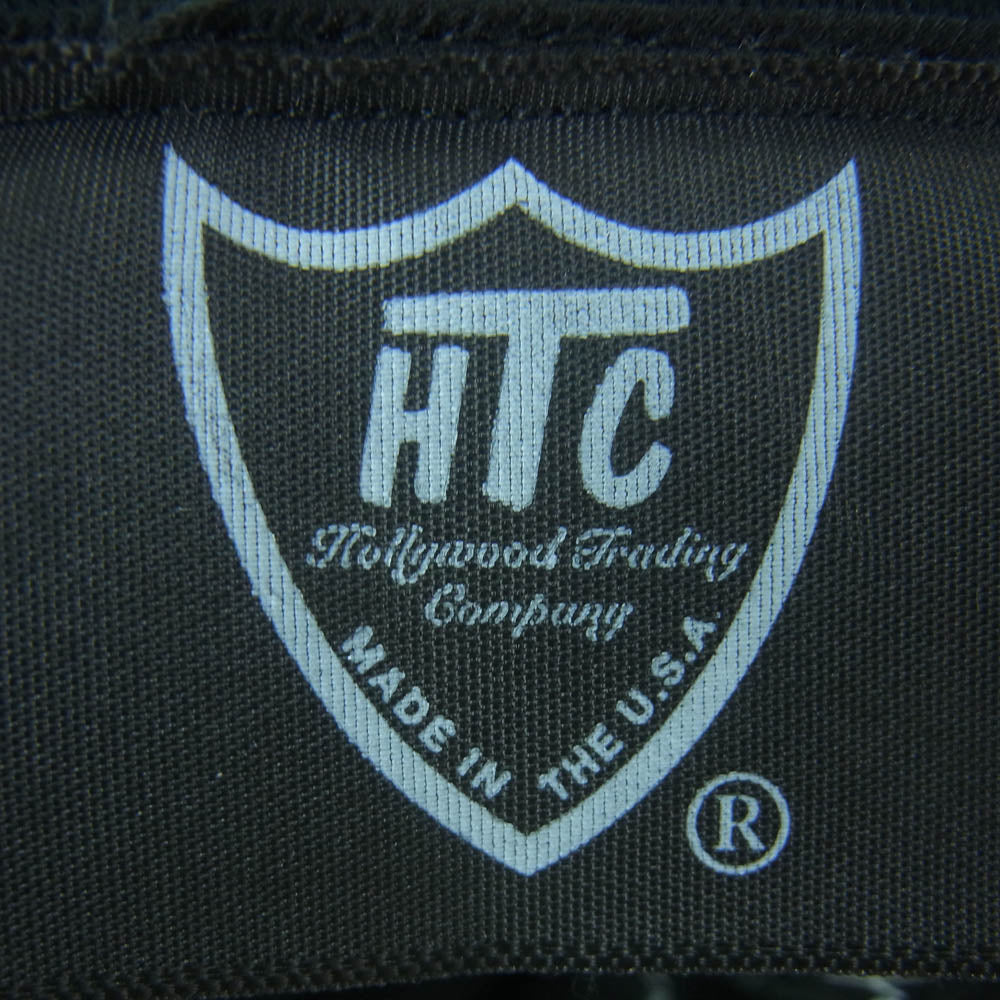 HTC
Hollywood Trading
Company
MADE IN THE U.S.A.
®